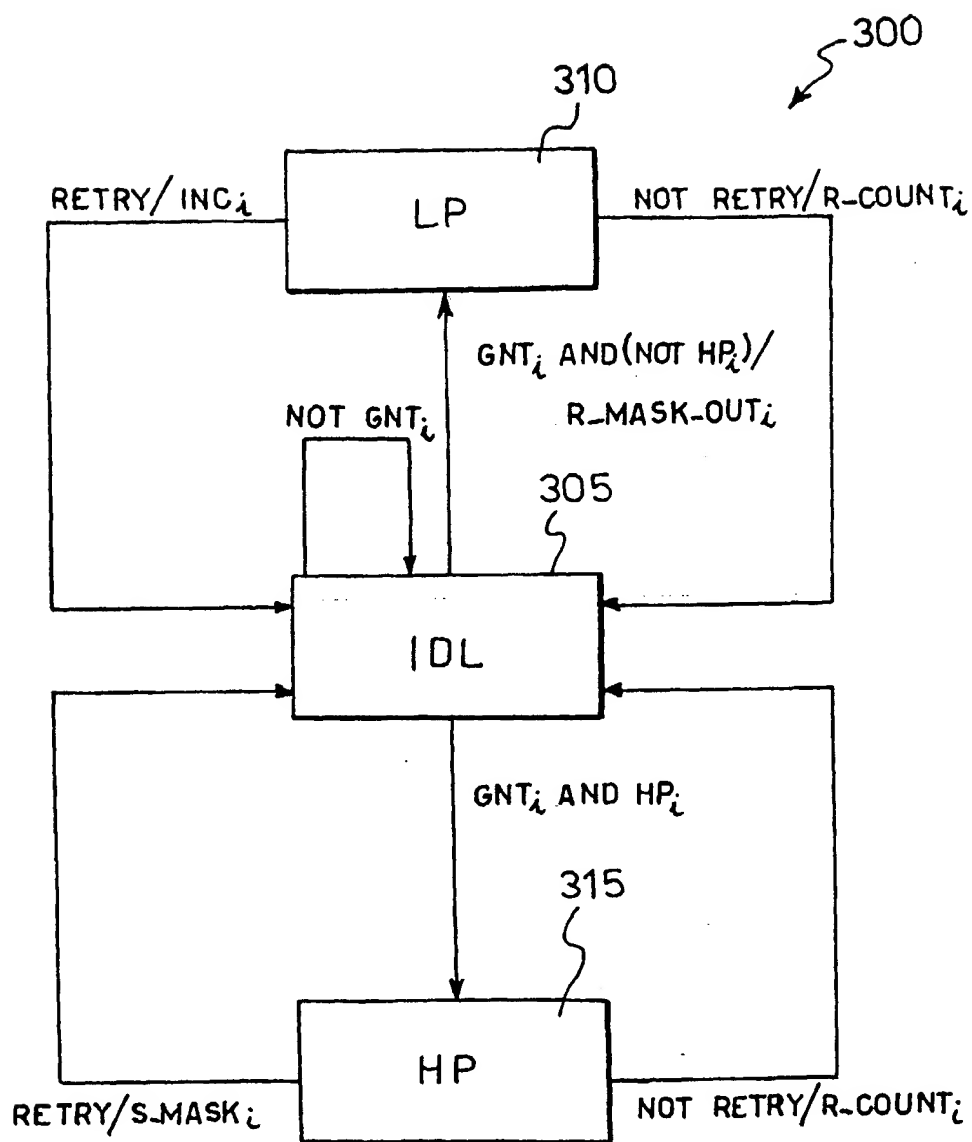 300
310
RETRY/INCi
LP
NOT RETRY/R-COUNTi
GNTi AND(NOT HPi)/
R-MASK-OUTi
NOT GNTi
305
IDL
GNTi AND HPi
315
HP
RETRY/S-MASKi
NOT RETRY/R-COUNTi